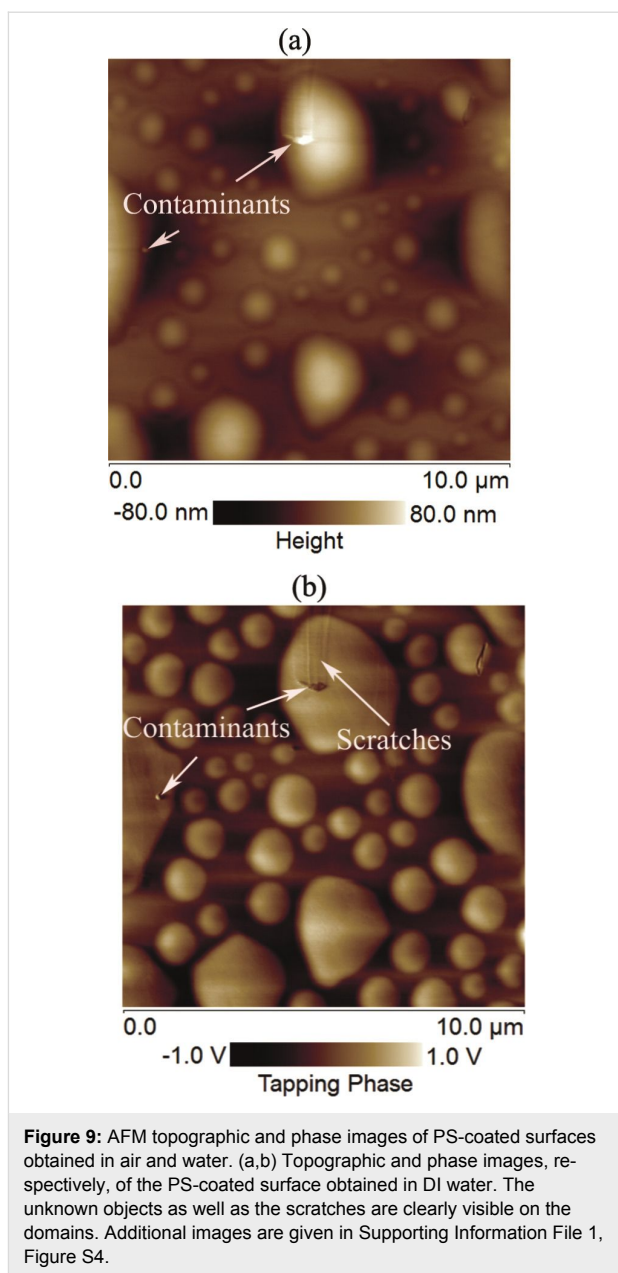 (a)
Contaminants
0.0 10.0 µm
-80.0 nm 80.0 nm
Height
(b)
Contaminants
Scratches
0.0 10.0 µm
-1.0 V 1.0 V
Tapping Phase
Figure 9: AFM topographic and phase images of PS-coated surfaces
obtained in air and water. (a,b) Topographic and phase images, re-
spectively, of the PS-coated surface obtained in DI water. The
unknown objects as well as the scratches are clearly visible on the
domains. Additional images are given in Supporting Information File 1,
Figure S4.